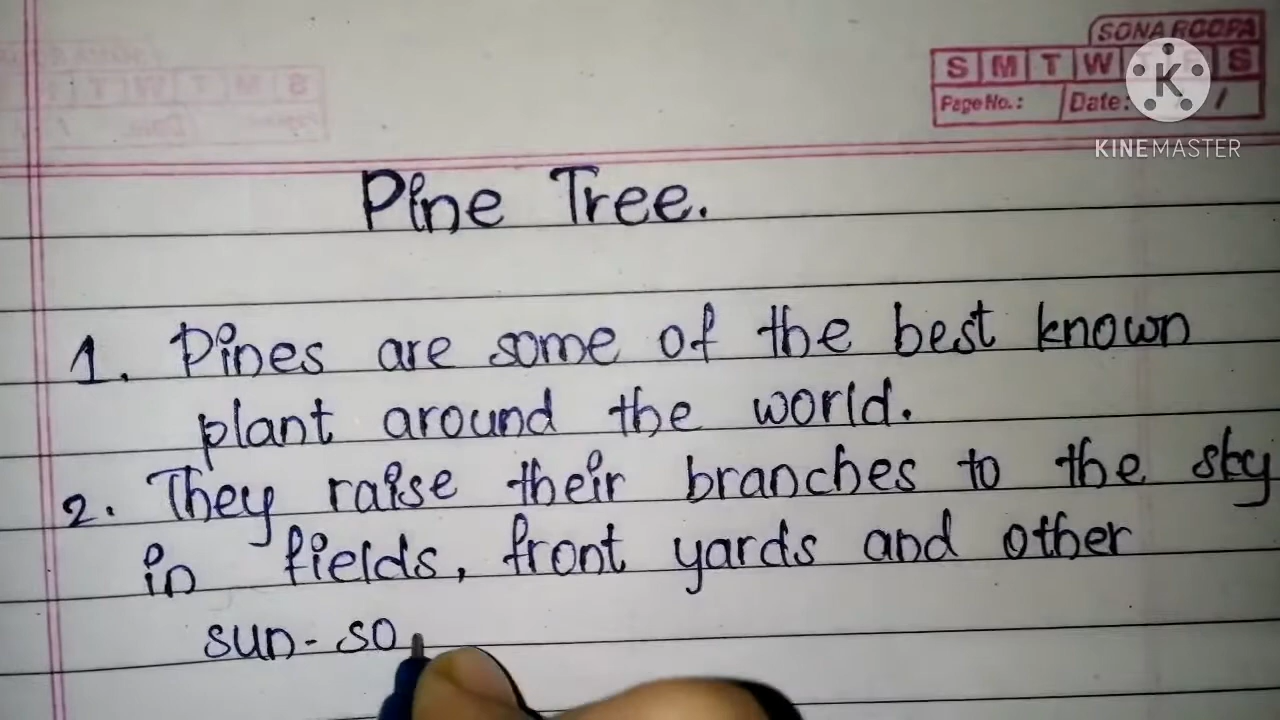 SONA ROOPA
S M T W S
Page No.: Date: /
KINEMASTER
Pine Tree.
1. Pines are some of the best known
plant around the world.
2. They raise their branches to the sky
in fields, front yards and other
sun-so